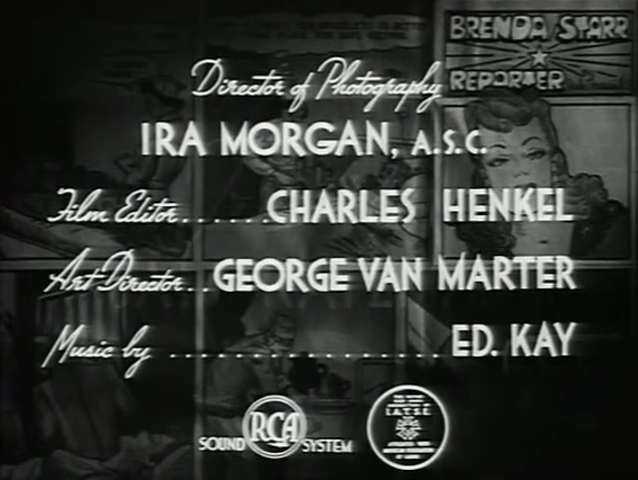 BRENDA STARR
REPORTER
Director of Photography
IRA MORGAN, A.S.C.
Film Editor......CHARLES HENKEL
Art Director..GEORGE VAN MARTER
Music by ................ED. KAY
SOUND RCA SYSTEM
I.A.T.S.E.